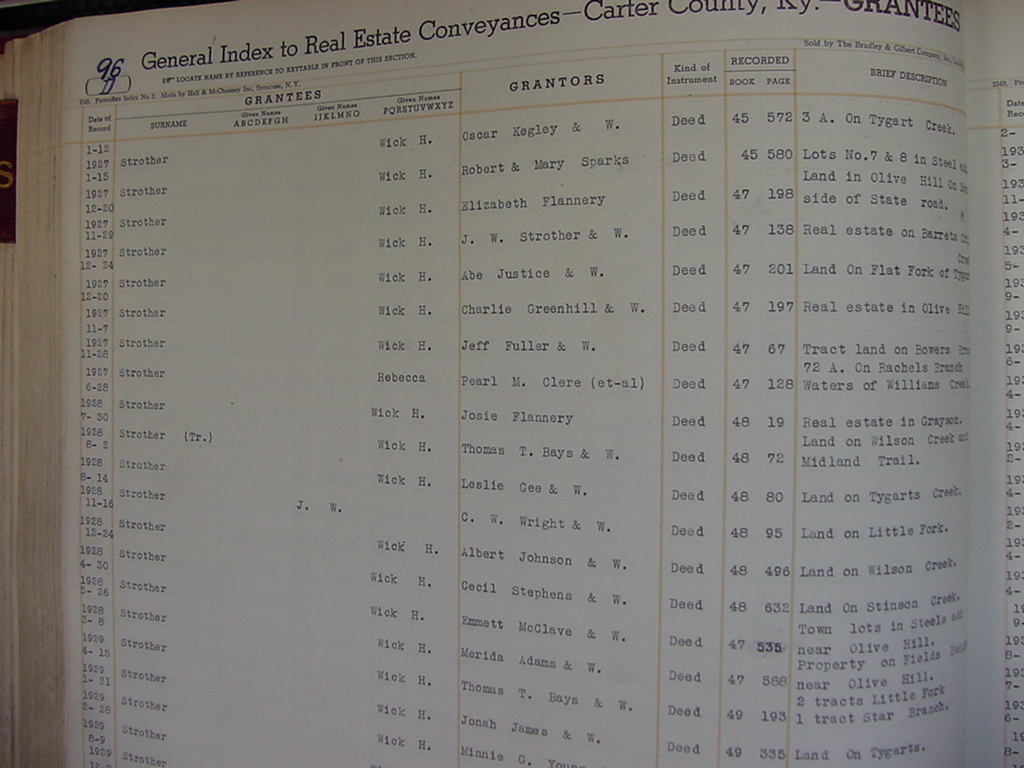 General Index to Real Estate Conveyances—Carter County, Ky.—GRANTEES
96
D
LOCATE NAME BY REFERENCE TO KEYTABLE IN FRONT OF THIS SECTION.
Made by Hall & McChesney Inc, Syracuse, N. Y.
Sold by The Bradley & Gilbert Company,
Date of Record
GRANTEES
SURNAME
Given Names ABCDEFGH
Given Names IJKLMNO
Given Names PQRSTUVWXYZ
GRANTORS
Kind of Instrument
RECORDED
BOOK PAGE
BRIEF DESCRIPTION
1-12 1927 Strother Wick H. Oscar Kegley & W. Deed 45 572 3 A. On Tygart Creek.
1-15 1927 Strother Wick H. Robert & Mary Sparks Deed 45 580 Lots No.7 & 8 in Steel
12-20 1927 Strother Wick H. Elizabeth Flannery Deed 47 198 Land in Olive Hill On
side of State road.
11-29 1927 Strother Wick H. J. W. Strother & W. Deed 47 138 Real estate on Barrets
12-24 1927 Strother Wick H. Abe Justice & W. Deed 47 201 Land On Flat Fork of Tygar
12-20 1927 Strother Wick H. Charlie Greenhill & W. Deed 47 197 Real estate in Olive
11-7 1927 Strother Wick H. Jeff Fuller & W. Deed 47 67 Tract land on Bowers
11-28 1927 Strother Rebecca Pearl M. Clere (et-al) Deed 47 128 72 A. On Rachels Branch
Waters of Williams Creek
6-28 1928 Strother Wick H. Josie Flannery Deed 48 19 Real estate in Grayson.
7-30 1928 Strother (Tr.) Wick H. Thomas T. Bays & W. Deed 48 72 Land on Wilson Creek and
Midland Trail.
8-2 1928 Strother Wick H. Leslie Gee & W. Deed 48 80 Land on Tygarts Creek.
8-14 1928 Strother J. W. C. W. Wright & W. Deed 48 95 Land on Little Fork.
11-16 1928 Strother Wick H. Albert Johnson & W. Deed 48 496 Land on Wilson Creek.
12-24 1928 Strother Wick H. Cecil Stephens & W. Deed 48 632 Land On Stinson Creek.
4-30 1928 Strother Wick H. Emmett McClave & W. Deed 47 535 Town lots in Steels add
near Olive Hill.
5-26 1928 Strother Wick H. Merida Adams & W. Deed 47 588 Property on Fields
near Olive Hill.
3-8 1929 Strother Wick H. Thomas T. Bays & W. Deed 49 193 2 tracts Little Fork
1 tract Star Branch.
4-15 1929 Strother Wick H. Jonah James & W. Deed 49 335 Land On Tygarts.
1-31 1929 Strother Wick H. Minnie G. Young
2-28 1929 Strother
8-9 1929 Strother